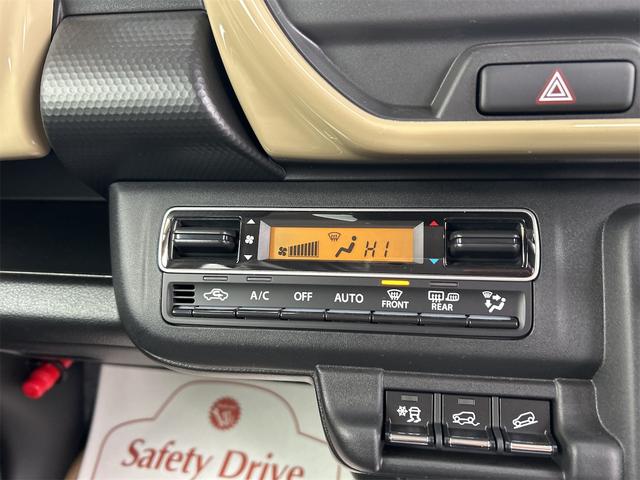 HI
A/C OFF AUTO FRONT REAR
Safety Drive